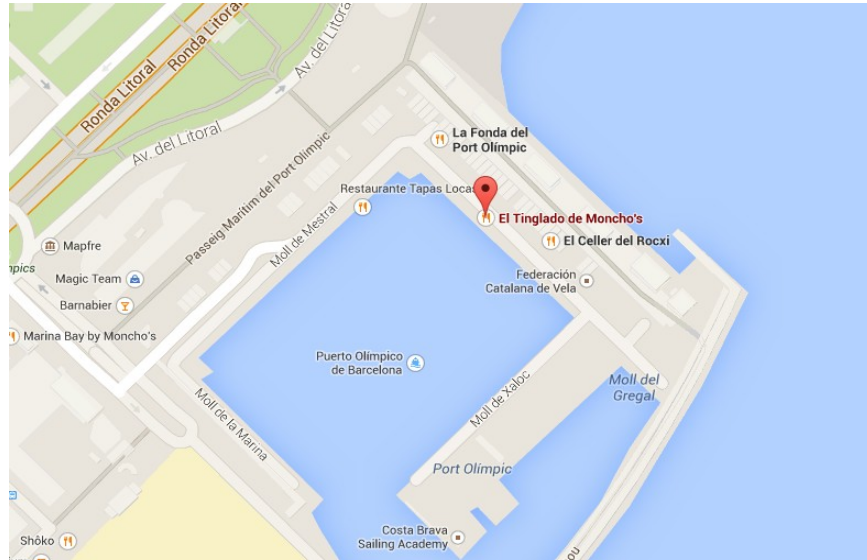 Ronda Litoral
Ronda Litoral
Av. del Litoral
Av. del Litoral
La Fonda del
Port Olímpic
Restaurante Tapas Locas
El Tinglado de Moncho's
El Celler del Rocxi
Passeig Marítim del Port Olímpic
Moll de Mestral
Mapfre
Magic Team
Barnabier
Federación
Catalana de Vela
Marina Bay by Moncho's
Puerto Olímpico
de Barcelona
Moll del
Gregal
Moll de Xaloc
Moll de la Marina
Port Olímpic
Costa Brava
Sailing Academy
Shôko